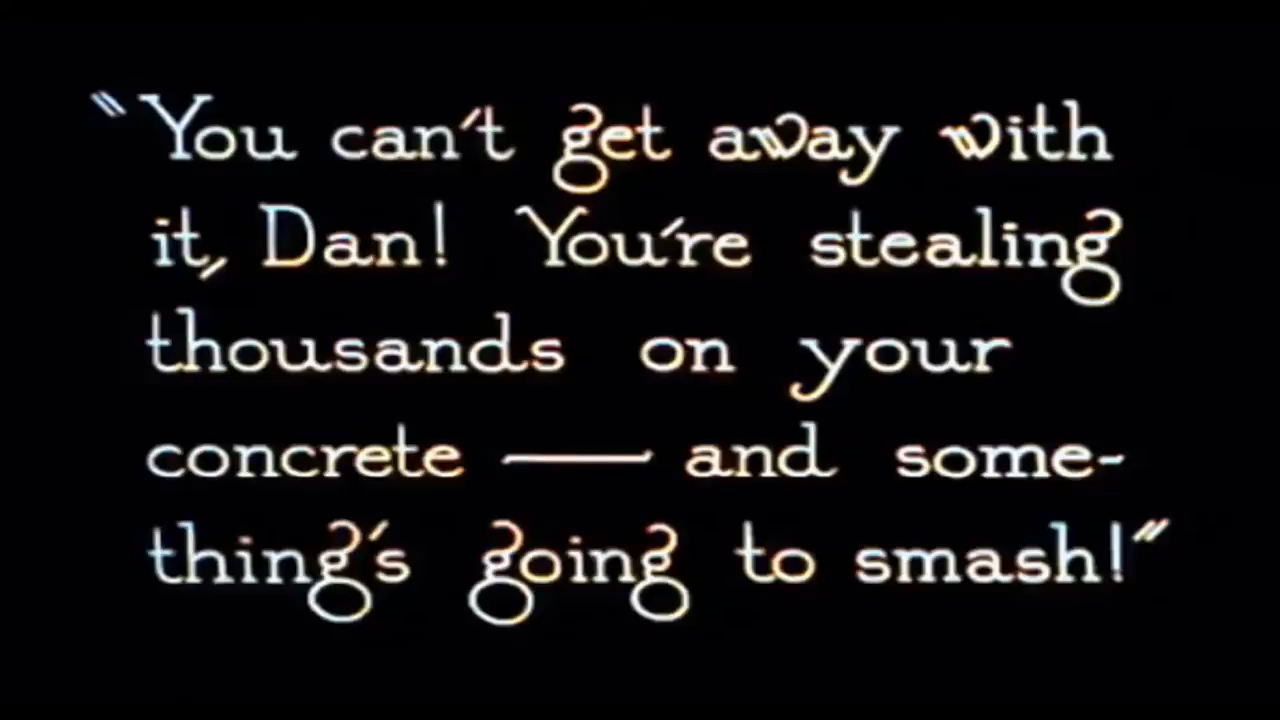 "You can't get away with
it, Dan! You're stealing
thousands on your
concrete — and some-
thing's going to smash!"